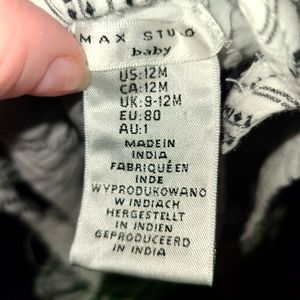 MAX STU O
baby
US:12M
CA:12M
UK:9-12M
EU:80
AU:1
MADE IN
INDIA
FABRIQUÉ EN
INDE
WYPRODUKOWANO
W INDIACH
HERGESTELLT
IN INDIEN
GEPRODUCEERD
IN INDIA